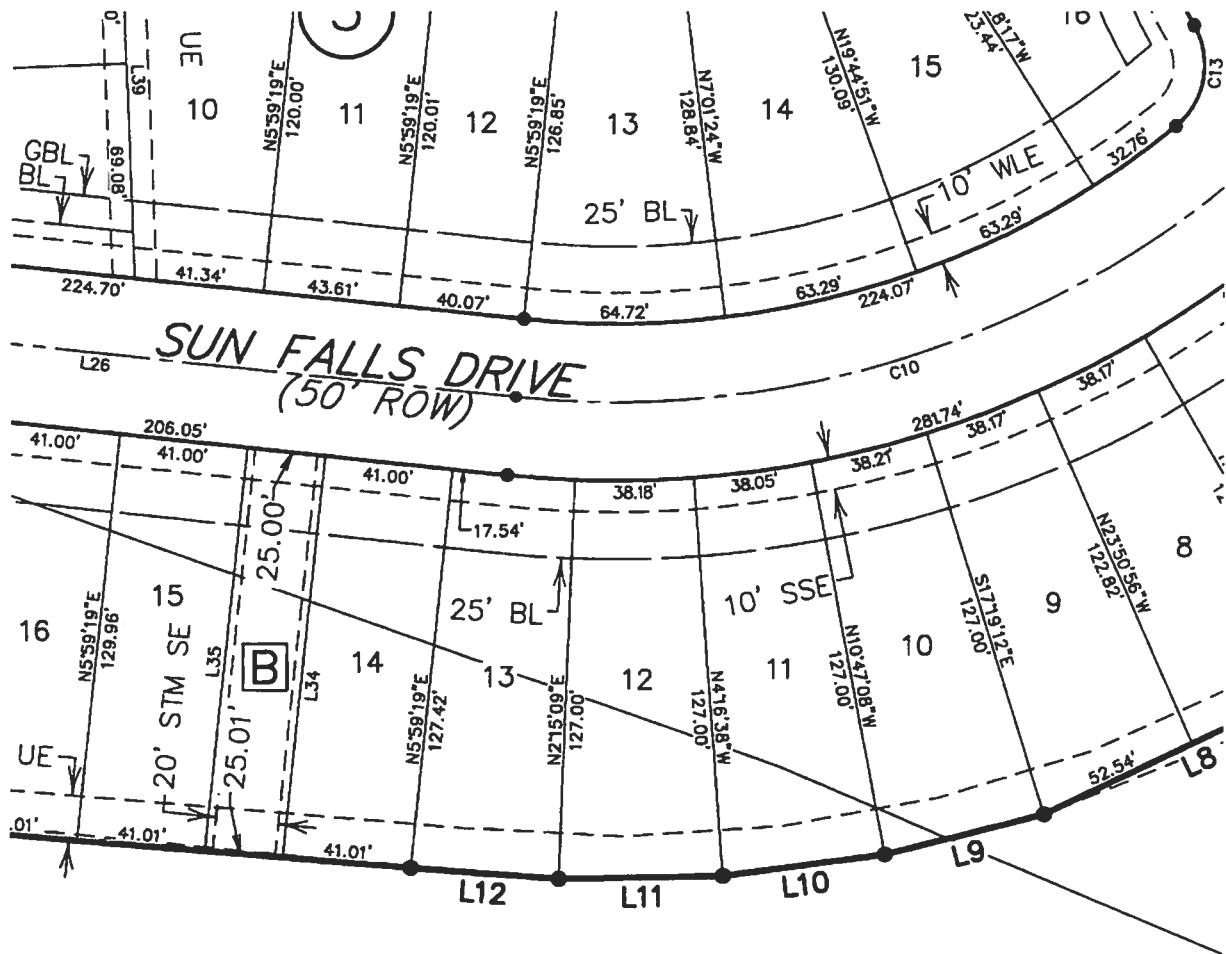 UE
L39
10
N5°59'19"E
120.00'
11
N5°59'19"E
120.01'
12
N5°59'19"E
126.85'
13
N7°01'24"W
128.84'
14
N19°44'51"W
130.09'
15
8'17"W
23.44'
16
C13
GBL
BL
69.08'
25' BL
10' WLE
32.76'
63.29'
63.29'
224.07'
64.72'
40.07'
43.61'
41.34'
224.70'
SUN FALLS DRIVE
(50' ROW)
L26
C10
41.00'
206.05'
41.00'
41.00'
17.54'
38.18'
38.05'
38.21'
281.74'
38.17'
38.17'
16
N5°59'19"E
129.96'
15
20' STM SE
L35
25.00'
B
L34
25.01'
14
N5°59'19"E
127.42'
25' BL
13
N2°15'09"E
127.00'
12
N4°16'38"W
127.00'
10' SSE
11
N10°47'08"W
127.00'
10
S17°19'12"E
127.00'
9
N23°50'56"W
122.82'
8
UE
.01'
41.01'
41.01'
L12
L11
L10
L9
52.54'
L8